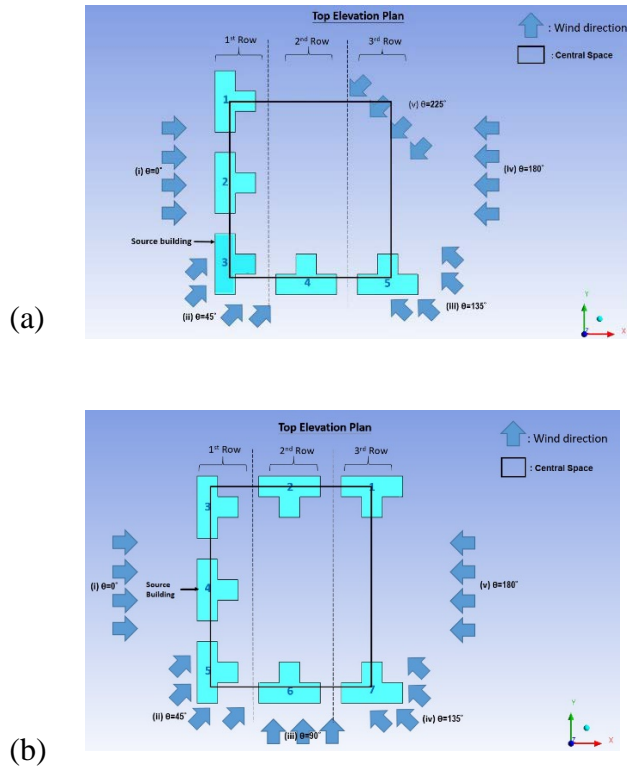 Top Elevation Plan
: Wind direction
: Central Space
1st Row
2nd Row
3rd Row
1
(v) θ=225°
(i) θ=0°
2
(iv) θ=180°
Source building
3
4
5
(ii) θ=45°
(iii) θ=135°
Y
Z
X
(a)
Top Elevation Plan
: Wind direction
: Central Space
1st Row
2nd Row
3rd Row
3
2
1
(i) θ=0°
Source
Building
4
(v) θ=180°
5
6
7
(ii) θ=45°
(iii) θ=90°
(iv) θ=135°
Y
Z
X
(b)